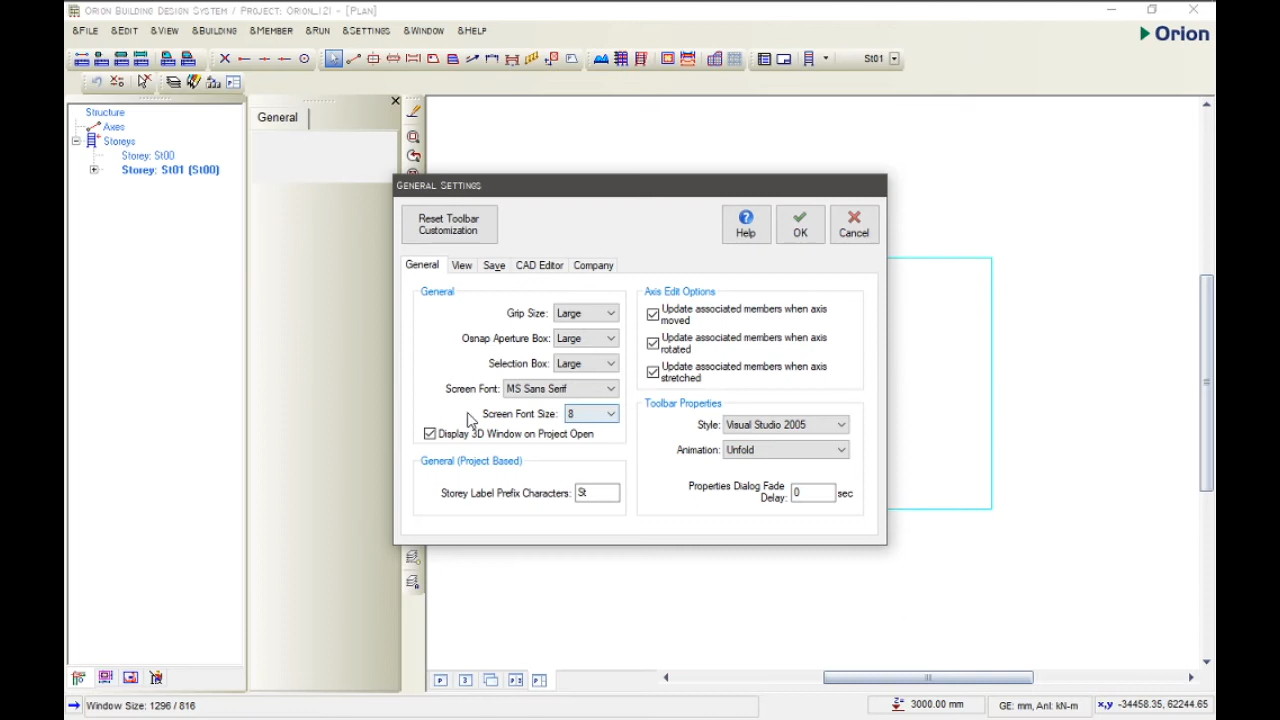 ORION BUILDING DESIGN SYSTEM / PROJECT: ORION_121 - [PLAN]
&FILE &EDIT &VIEW &BUILDING &MEMBER &RUN &SETTINGS &WINDOW &HELP
Orion
St01
Structure
Axes
Storeys
Storey: St00
Storey: St01 (St00)
General
GENERAL SETTINGS
Reset Toolbar
Customization
Help
OK
Cancel
General View Save CAD Editor Company
General
Grip Size: Large
Osnap Aperture Box: Large
Selection Box: Large
Screen Font: MS Sans Serif
Screen Font Size: 8
Display 3D Window on Project Open
General (Project Based)
Storey Label Prefix Characters: St
Axis Edit Options
Update associated members when axis
moved
Update associated members when axis
rotated
Update associated members when axis
stretched
Toolbar Properties
Style: Visual Studio 2005
Animation: Unfold
Properties Dialog Fade
Delay: 0 sec
Window Size: 1296 / 816
Z= 3000.00 mm
GE: mm, Anl: kN-m
x,y -34458.35, 62244.65